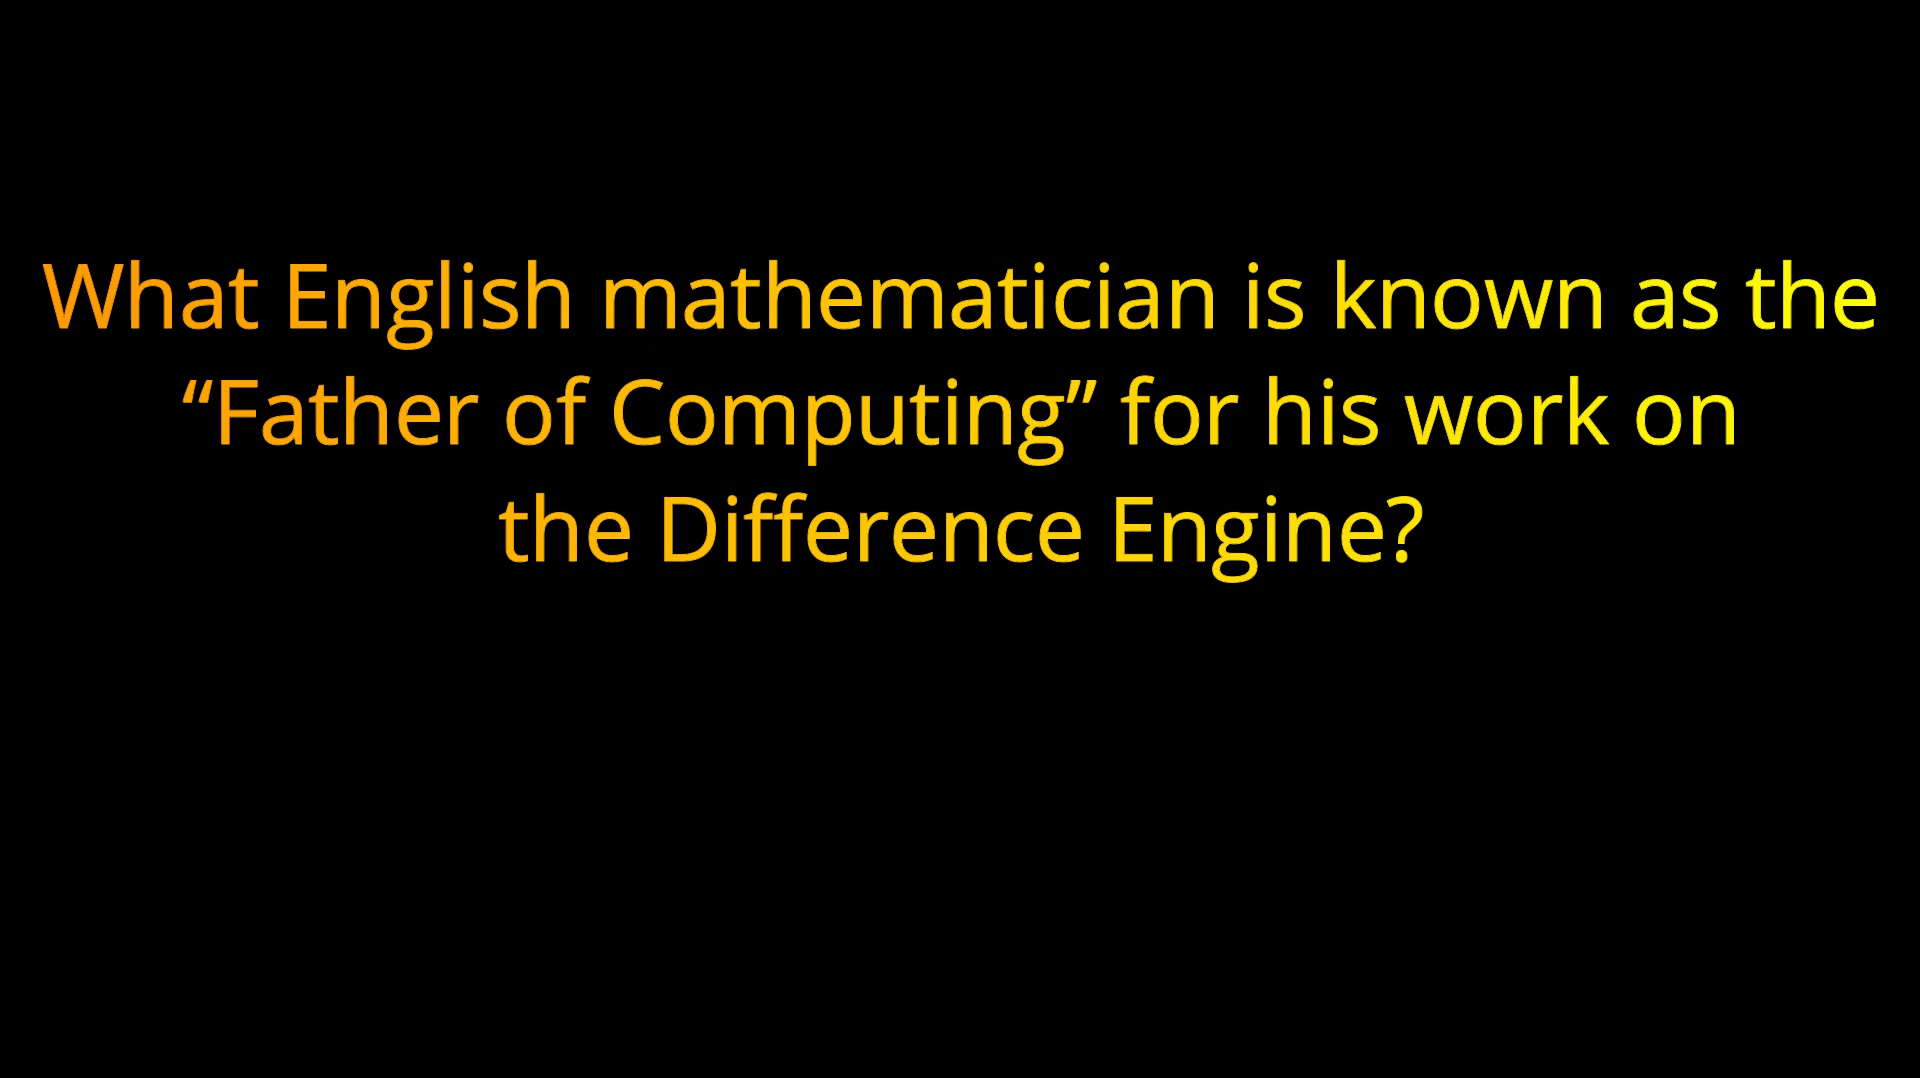 What English mathematician is known as the
“Father of Computing” for his work on
the Difference Engine?